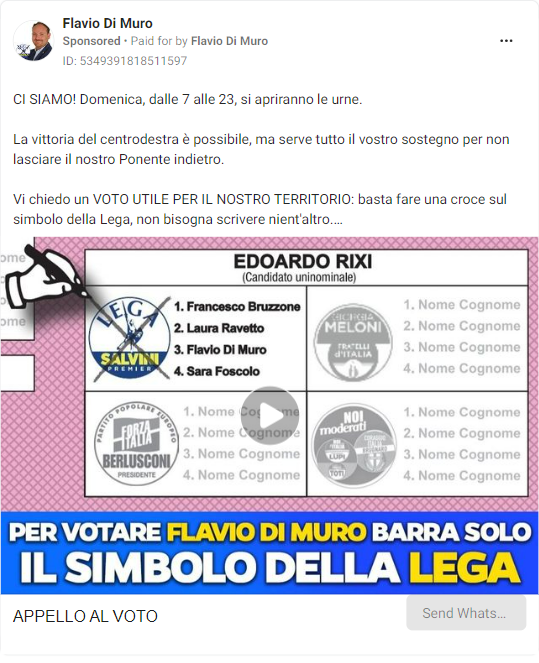 Flavio Di Muro
Sponsored • Paid for by Flavio Di Muro
ID: 5349391818511597
CI SIAMO! Domenica, dalle 7 alle 23, si apriranno le urne.
La vittoria del centrodestra è possibile, ma serve tutto il vostro sostegno per non
lasciare il nostro Ponente indietro.
Vi chiedo un VOTO UTILE PER IL NOSTRO TERRITORIO: basta fare una croce sul
simbolo della Lega, non bisogna scrivere nient'altro....
ome
ome
EDOARDO RIXI
(Candidato uninominale)
LEGA
SALVINI
PREMIER
1. Francesco Bruzzone
2. Laura Ravetto
3. Flavio Di Muro
4. Sara Foscolo
GIORGIA
MELONI
FRATELLI
d'ITALIA
1. Nome Cognome
2. Nome Cognome
3. Nome Cognome
4. Nome Cognome
PARTITO POPOLARE EUROPEO
FORZA
ITALIA
BERLUSCONI
PRESIDENTE
1. Nome Cognome
2. Nome Cognome
3. Nome Cognome
4. Nome Cognome
NOI
moderati
LUPI
TOTI
1. Nome Cognome
2. Nome Cognome
3. Nome Cognome
4. Nome Cognome
PER VOTARE FLAVIO DI MURO BARRA SOLO
IL SIMBOLO DELLA LEGA
APPELLO AL VOTO
Send Whats...